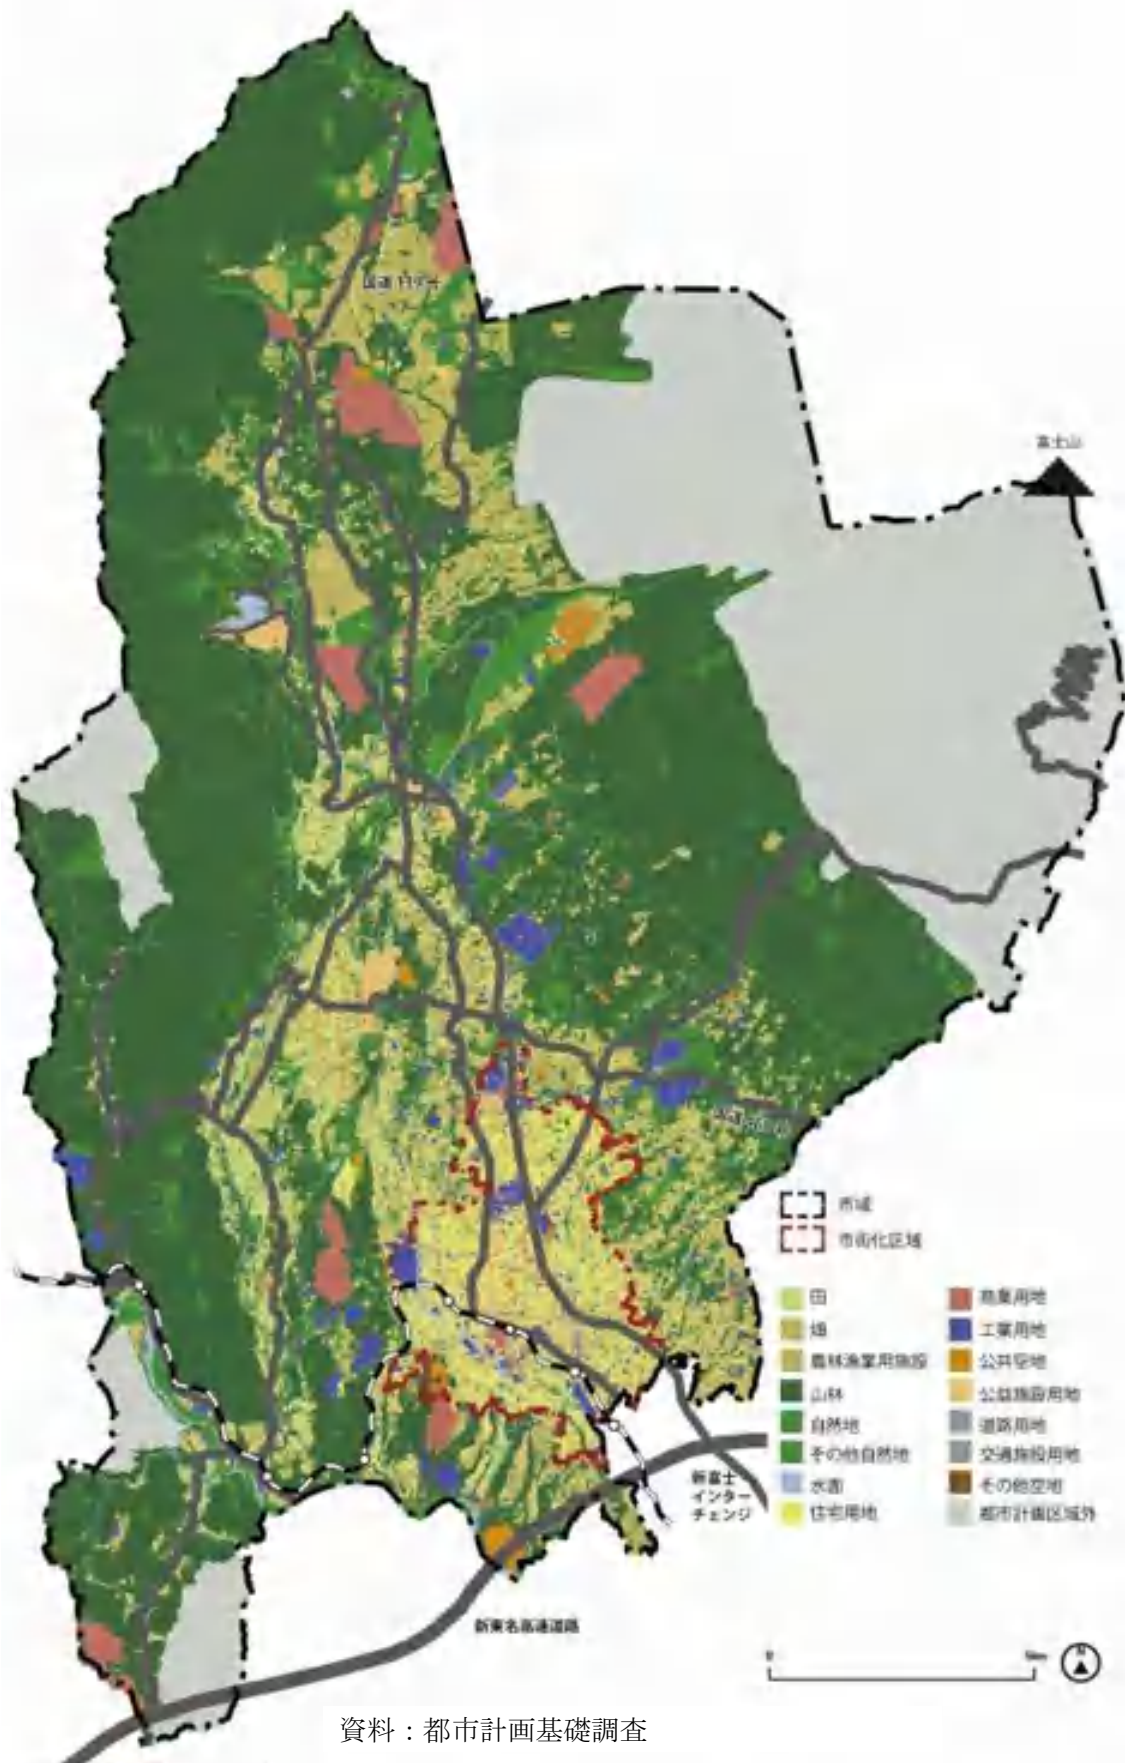 国道139号
富士山
市域
市街化区域
田
畑
農林漁業用施設
山林
自然地
その他自然地
水面
住宅用地
商業用地
工業用地
公共空地
公益施設用地
道路用地
交通施設用地
その他空地
都市計画区域外
新富士
インター
チェンジ
新東名高速道路
0
5km
N
資料：都市計画基礎調査